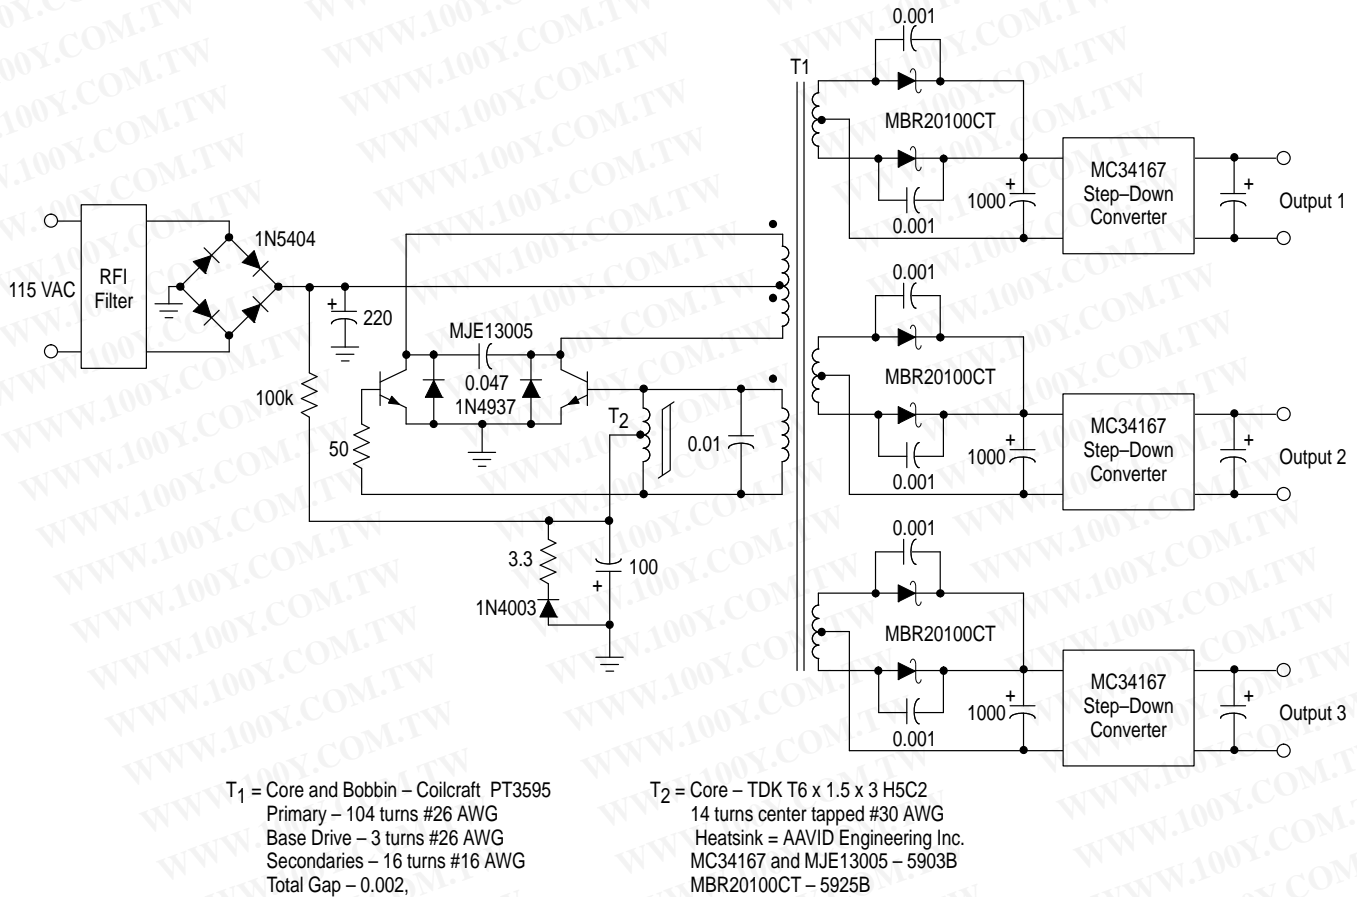 0.001
T1
MBR20100CT
0.001
1000
+
MC34167
Step–Down
Converter
+
Output 1
115 VAC
RFI
Filter
1N5404
+
220
100k
MJE13005
0.047
1N4937
50
T2
0.01
3.3
1N4003
100
+
0.001
MBR20100CT
0.001
1000
+
MC34167
Step–Down
Converter
+
Output 2
0.001
MBR20100CT
0.001
1000
+
MC34167
Step–Down
Converter
+
Output 3
T1 = Core and Bobbin – Coilcraft PT3595
Primary – 104 turns #26 AWG
Base Drive – 3 turns #26 AWG
Secondaries – 16 turns #16 AWG
Total Gap – 0.002,
T2 = Core – TDK T6 x 1.5 x 3 H5C2
14 turns center tapped #30 AWG
Heatsink = AAVID Engineering Inc.
MC34167 and MJE13005 – 5903B
MBR20100CT – 5925B
WWW.100Y.COM.TW